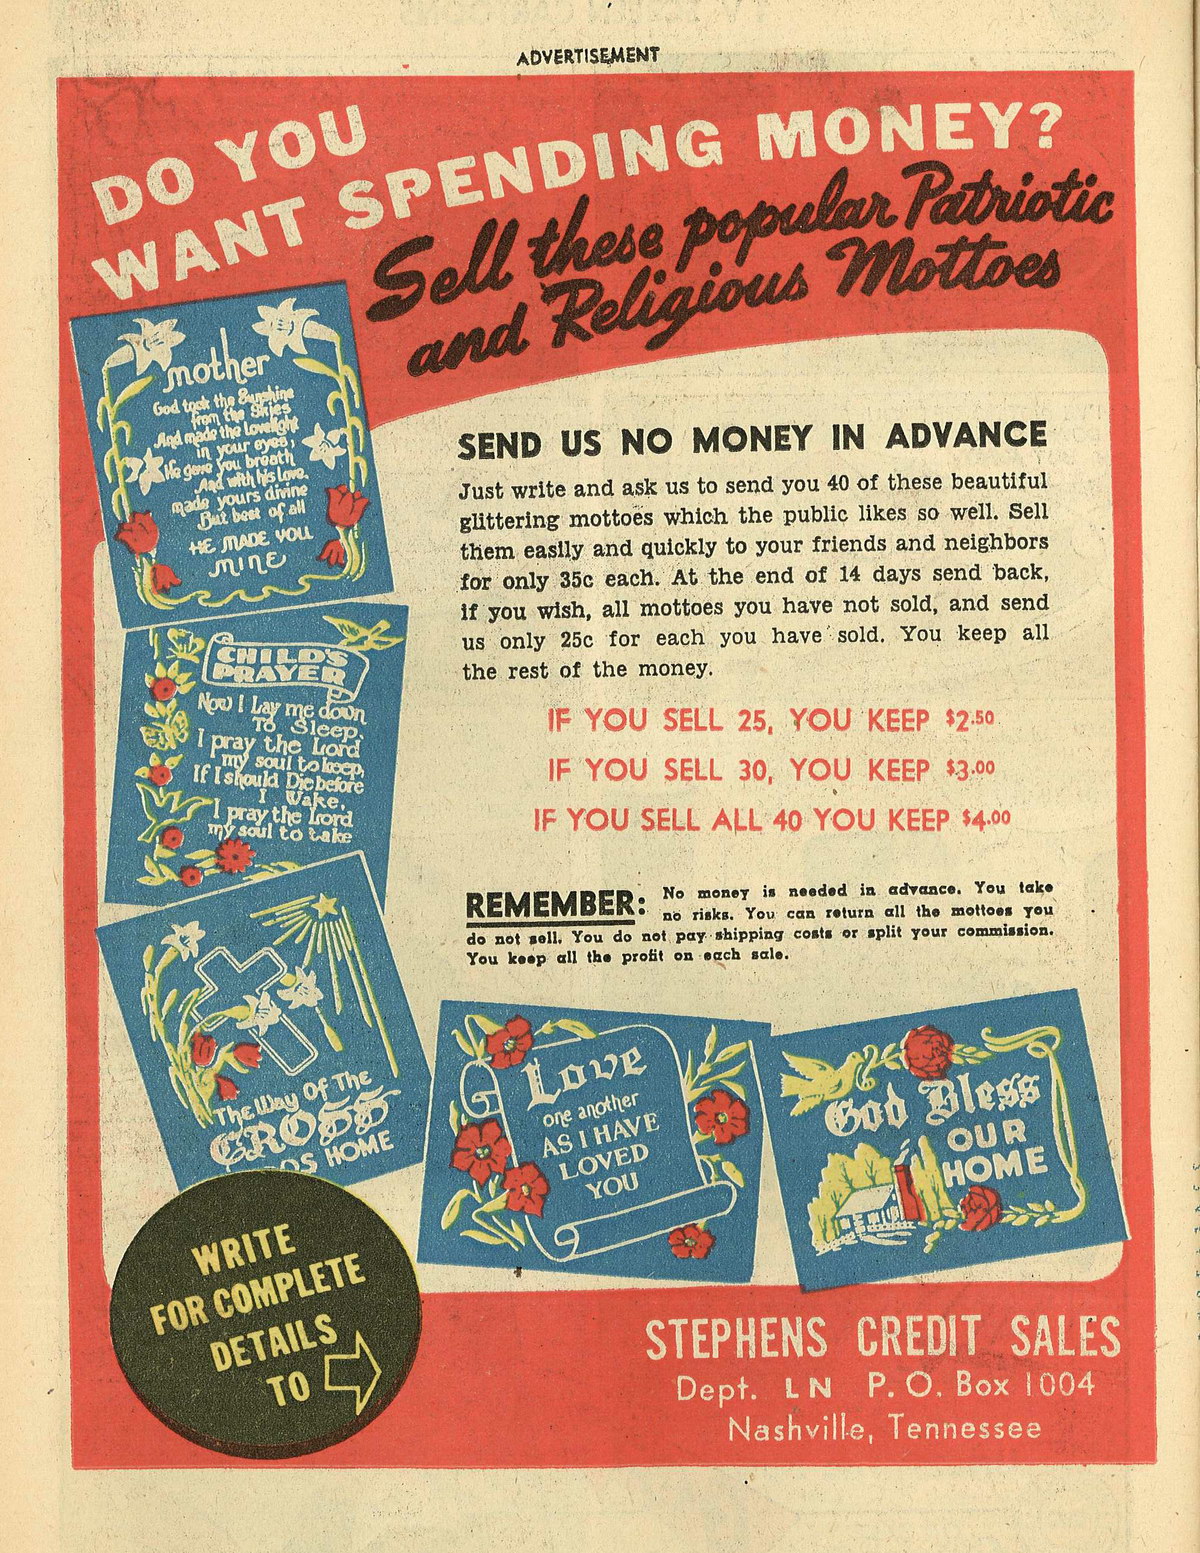 ADVERTISEMENT
DO YOU
WANT SPENDING MONEY?
Sell these popular Patriotic
and Religious Mottoes
mother
God took the Sunshine
from the Skies
And made the Lovelight
in your eyes;
He gave you breath
And with his Love,
made yours divine
But best of all
HE MADE YOU
MINE
CHILD'S
PRAYER
Now I Lay me down
To Sleep,
I pray the Lord
my soul to keep,
If I should Die before
I Wake,
I pray the Lord
my soul to take
The Way Of The
CROSS
HOME
SEND US NO MONEY IN ADVANCE
Just write and ask us to send you 40 of these beautiful
glittering mottoes which the public likes so well. Sell
them easily and quickly to your friends and neighbors
for only 35c each. At the end of 14 days send back,
if you wish, all mottoes you have not sold, and send
us only 25c for each you have sold. You keep all
the rest of the money.
IF YOU SELL 25, YOU KEEP $2.50
IF YOU SELL 30, YOU KEEP $3.00
IF YOU SELL ALL 40 YOU KEEP $4.00
REMEMBER: No money is needed in advance. You take
no risks. You can return all the mottoes you
do not sell. You do not pay shipping costs or split your commission.
You keep all the profit on each sale.
Love
one another
AS I HAVE
LOVED
YOU
God Bless
OUR
HOME
WRITE
FOR COMPLETE
DETAILS
TO
STEPHENS CREDIT SALES
Dept. LN P. O. Box 1004
Nashville, Tennessee